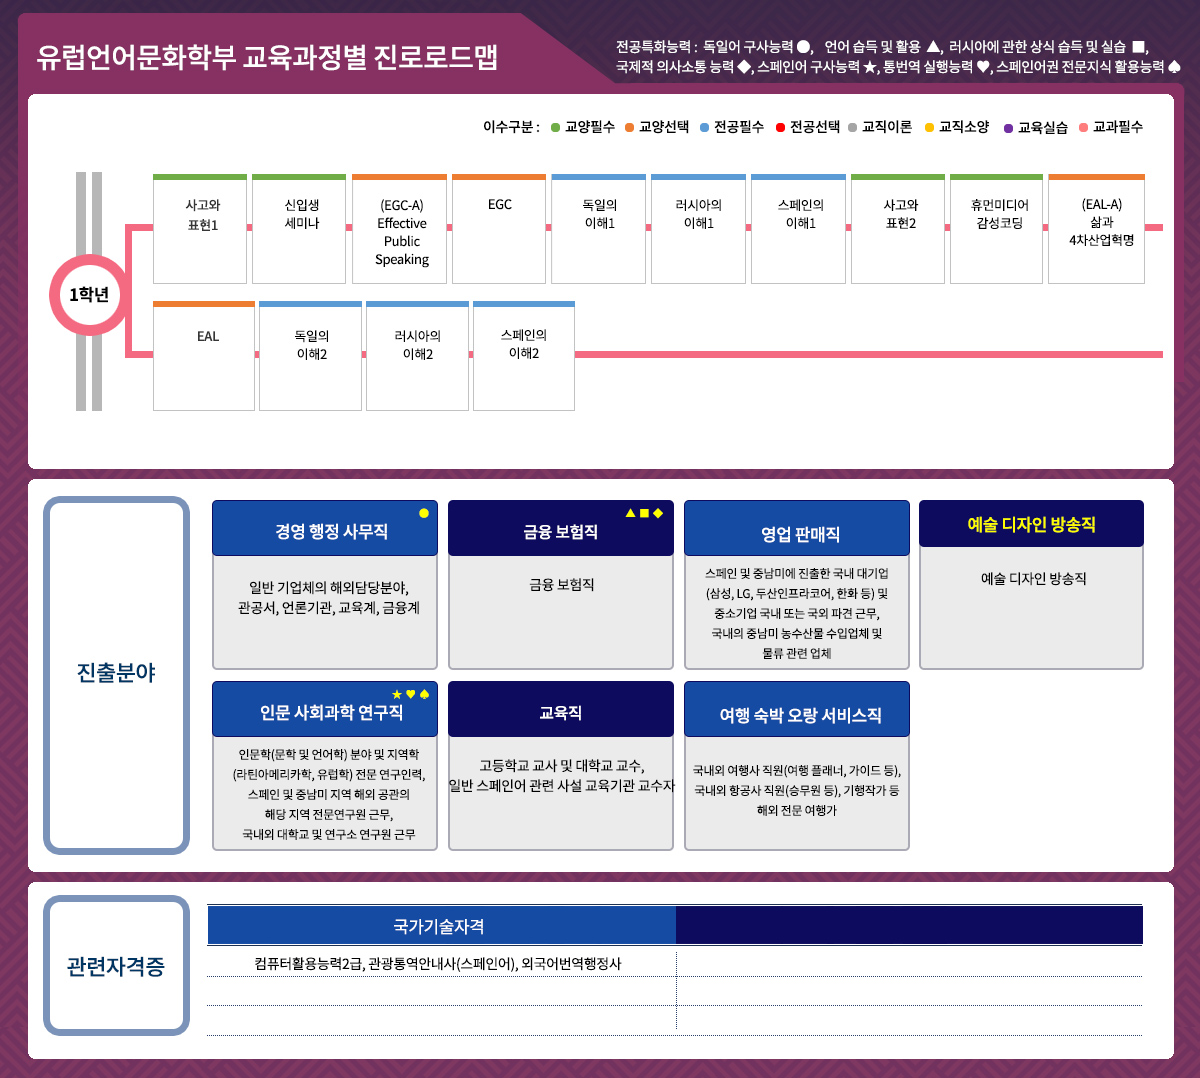 유럽언어문화학부 교육과정별 진로로드맵
전공특화능력 : 독일어 구사능력 ●, 언어 습득 및 활용 ▲, 러시아에 관한 상식 습득 및 실습 ■,
국제적 의사소통 능력 ◆, 스페인어 구사능력 ★, 통번역 실행능력 ♥, 스페인어권 전문지식 활용능력 ♠
이수구분 : ● 교양필수 ● 교양선택 ● 전공필수 ● 전공선택 ● 교직이론 ● 교직소양 ● 교육실습 ● 교과필수
1학년
사고와
표현1
신입생
세미나
(EGC-A)
Effective
Public
Speaking
EGC
독일의
이해1
러시아의
이해1
스페인의
이해1
사고와
표현2
휴먼미디어
감성코딩
(EAL-A)
삶과
4차산업혁명
EAL
독일의
이해2
러시아의
이해2
스페인의
이해2
진출분야
●
경영 행정 사무직
일반 기업체의 해외담당분야,
관공서, 언론기관, 교육계, 금융계
▲ ■ ◆
금융 보험직
금융 보험직
영업 판매직
스페인 및 중남미에 진출한 국내 대기업
(삼성, LG, 두산인프라코어, 한화 등) 및
중소기업 국내 또는 국외 파견 근무,
국내의 중남미 농수산물 수입업체 및
물류 관련 업체
예술 디자인 방송직
예술 디자인 방송직
★ ♥ ♠
인문 사회과학 연구직
인문학(문학 및 언어학) 분야 및 지역학
(라틴아메리카학, 유럽학) 전문 연구인력,
스페인 및 중남미 지역 해외 공관의
해당 지역 전문연구원 근무,
국내외 대학교 및 연구소 연구원 근무
교육직
고등학교 교사 및 대학교 교수,
일반 스페인어 관련 사설 교육기관 교수자
여행 숙박 오랑 서비스직
국내외 여행사 직원(여행 플래너, 가이드 등),
국내외 항공사 직원(승무원 등), 기행작가 등
해외 전문 여행가
관련자격증
국가기술자격
컴퓨터활용능력2급, 관광통역안내사(스페인어), 외국어번역행정사